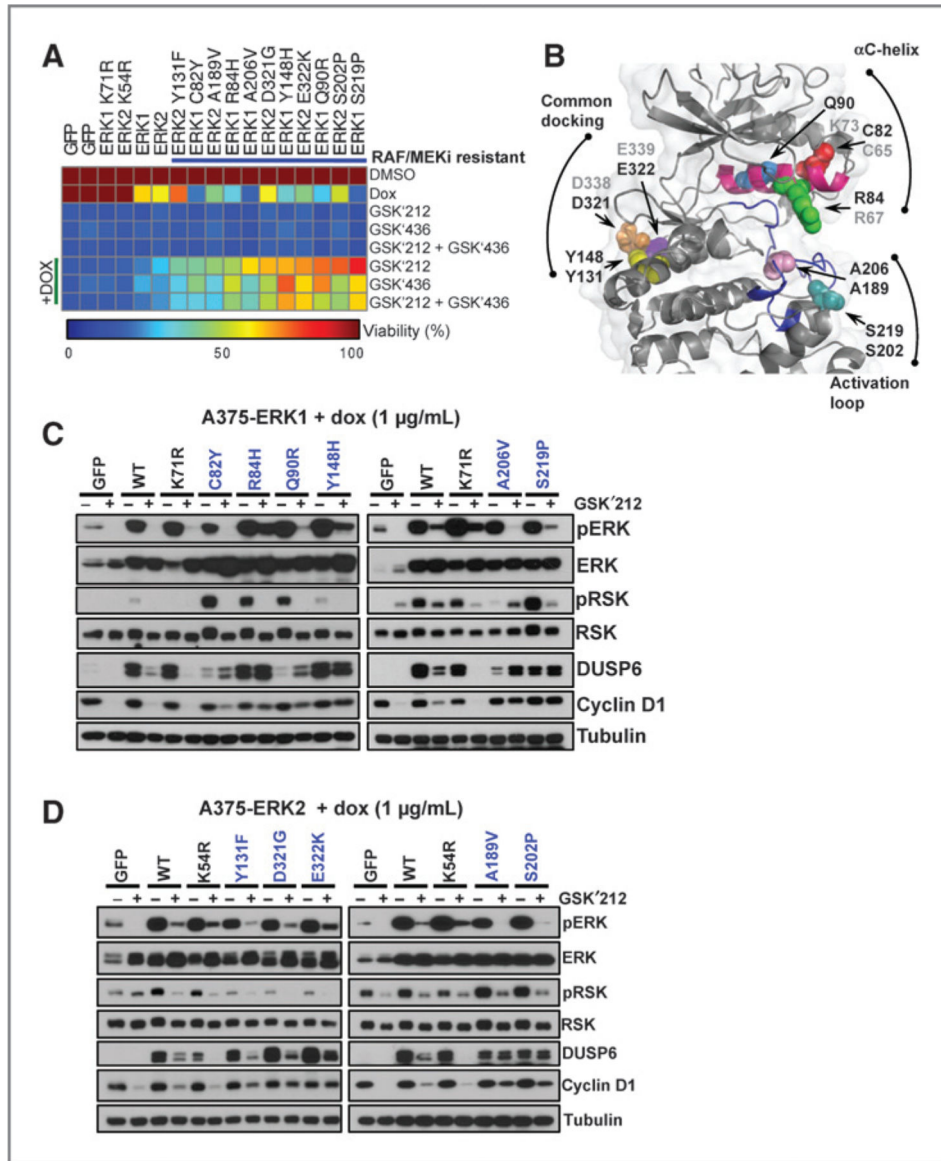 A
GFP
GFP
ERK1 K71R
ERK2 K54R
ERK1
ERK2
ERK2 Y131F
ERK1 C82Y
ERK2 A189V
ERK1 R84H
ERK1 A206V
ERK2 D321G
ERK1 Y148H
ERK2 E322K
ERK1 Q90R
ERK2 S202P
ERK1 S219P
RAF/MEKi resistant
DMSO
Dox
GSK'212
GSK'436
GSK'212 + GSK'436
+DOX
GSK'212
GSK'436
GSK'212 + GSK'436
Viability (%)
0 50 100
B
αC-helix
Common
docking
Q90
K73
C82
C65
E339
E322
D338
D321
R84
R67
Y148
Y131
A206
A189
S219
S202
Activation
loop
C
A375-ERK1 + dox (1 µg/mL)
GFP WT K71R C82Y R84H Q90R Y148H GFP WT K71R A206V S219P
– + – + – + – + – + – + – + – + – + – + – + – + GSK'212
pERK
ERK
pRSK
RSK
DUSP6
Cyclin D1
Tubulin
D
A375-ERK2 + dox (1 µg/mL)
GFP WT K54R Y131F D321G E322K GFP WT K54R A189V S202P
– + – + – + – + – + – + – + – + – + – + – + GSK'212
pERK
ERK
pRSK
RSK
DUSP6
Cyclin D1
Tubulin